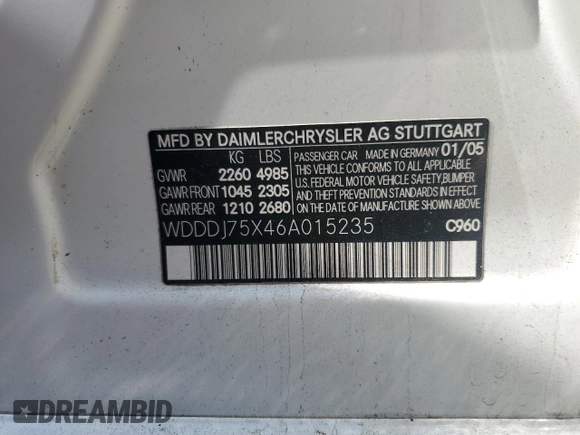 MFD BY DAIMLERCHRYSLER AG STUTTGART
KG LBS
GVWR 2260 4985
GAWR FRONT 1045 2305
GAWR REAR 1210 2680
PASSENGER CAR MADE IN GERMANY 01/05
THIS VEHICLE CONFORMS TO ALL APPLICABLE
U.S. FEDERAL MOTOR VEHICLE SAFETY,BUMPER
AND THEFT PREVENTION STANDARDS IN EFFECT
ON THE DATE OF MANUFACTURE SHOWN ABOVE.
WDDDJ75X46A015235 C960
DREAMBID